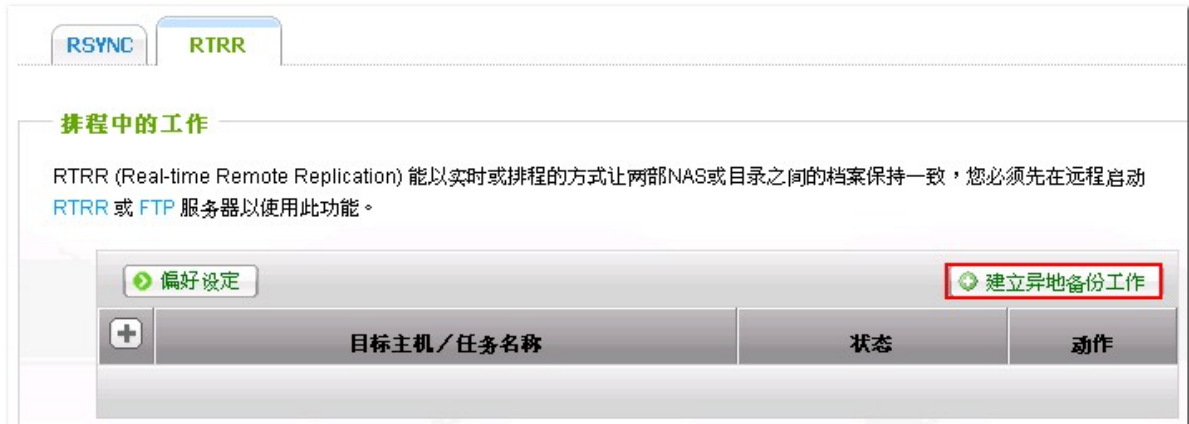 RSYNC RTRR
排程中的工作
RTRR (Real-time Remote Replication) 能以实时或排程的方式让两部NAS或目录之间的档案保持一致，您必须先在远程启动
RTRR 或 FTP 服务器以使用此功能。
偏好设定 建立异地备份工作
目标主机／任务名称 状态 动作